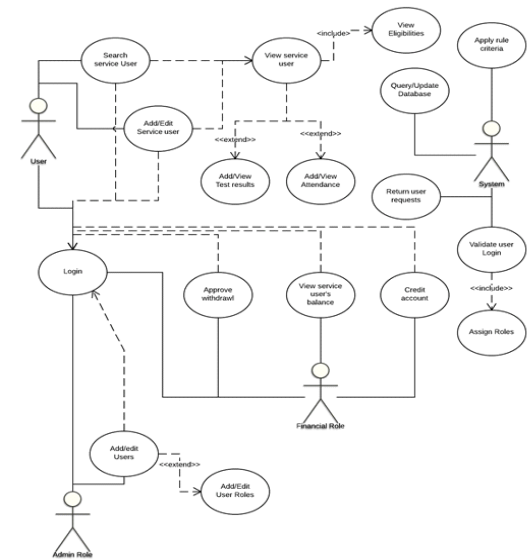 Search
service User
View service
user
<include>
View
Eligibilities
Apply rule
criteria
Query/Update
Database
Add/Edit
Service user
User
<<extend>>
<<extend>>
Add/View
Test results
Add/View
Attendance
System
Return user
requests
Validate user
Login
<<include>>
Assign Roles
Login
Approve
withdrawl
View service
user's
balance
Credit
account
Financial Role
Add/edit
Users
<<extend>>
Add/Edit
User Roles
Admin Role